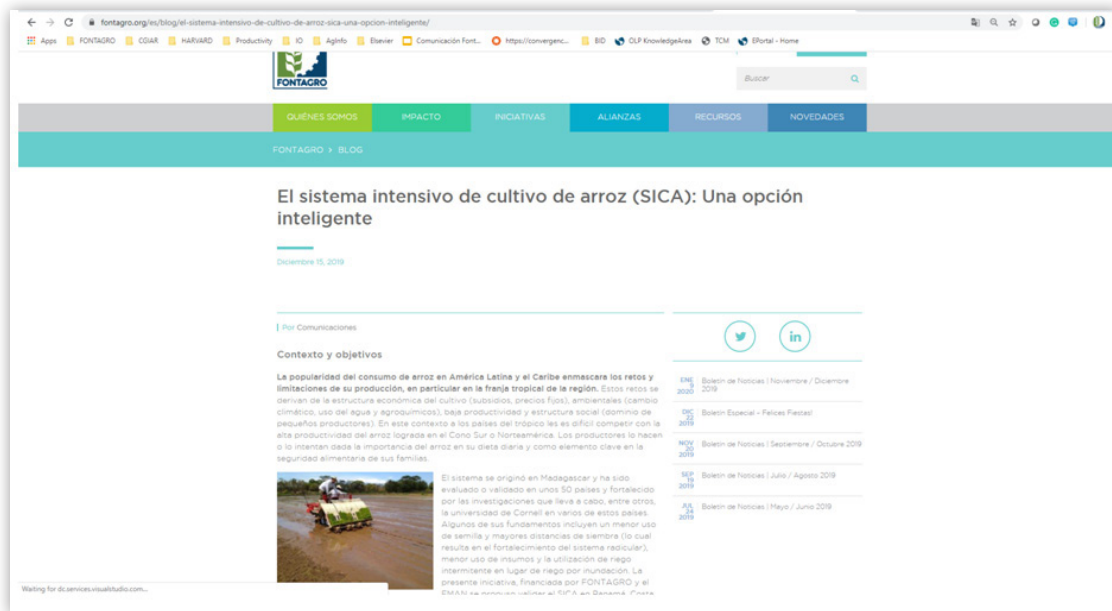 fontagro.org/es/blog/el-sistema-intensivo-de-cultivo-de-arroz-sica-una-opcion-inteligente/
Apps FONTAGRO CGIAR HARVARD Productivity IO AgInfo Elsevier Comunicación Font... https://convergenc... BID OLP KnowledgeArea TCM EPortal - Home
FONTAGRO
Buscar
QUIÉNES SOMOS IMPACTO INICIATIVAS ALIANZAS RECURSOS NOVEDADES
FONTAGRO > BLOG
El sistema intensivo de cultivo de arroz (SICA): Una opción
inteligente
Diciembre 15, 2019
Por Comunicaciones
Contexto y objetivos
La popularidad del consumo de arroz en América Latina y el Caribe enmascara los retos y
limitaciones de su producción, en particular en la franja tropical de la región. Estos retos se
derivan de la estructura económica del cultivo (subsidios, precios fijos), ambientales (cambio
climático, uso del agua y agroquímicos), baja productividad y estructura social (dominio de
pequeños productores). En este contexto a los países del trópico les es difícil competir con la
alta productividad del arroz lograda en el Cono Sur o Norteamérica. Los productores lo hacen
o lo intentan dada la importancia del arroz en su dieta diaria y como elemento clave en la
seguridad alimentaria de sus familias.
El sistema se originó en Madagascar y ha sido
evaluado o validado en unos 50 países y fortalecido
por las investigaciones que lleva a cabo, entre otros,
la universidad de Cornell en varios de estos países.
Algunos de sus fundamentos incluyen un menor uso
de semilla y mayores distancias de siembra (lo cual
resulta en el fortalecimiento del sistema radicular),
menor uso de insumos y la utilización de riego
intermitente en lugar de riego por inundación. La
presente iniciativa, financiada por FONTAGRO y el
FMAN se propuso validar el SICA en Panamá, Costa
in
ENE
9
2020
Boletín de Noticias | Noviembre / Diciembre
2019
DIC
22
2019
Boletín Especial – Felices Fiestas!
NOV
20
2019
Boletín de Noticias | Septiembre / Octubre 2019
SEP
19
2019
Boletín de Noticias | Julio / Agosto 2019
JUL
24
2019
Boletín de Noticias | Mayo / Junio 2019
Waiting for dc.services.visualstudio.com...